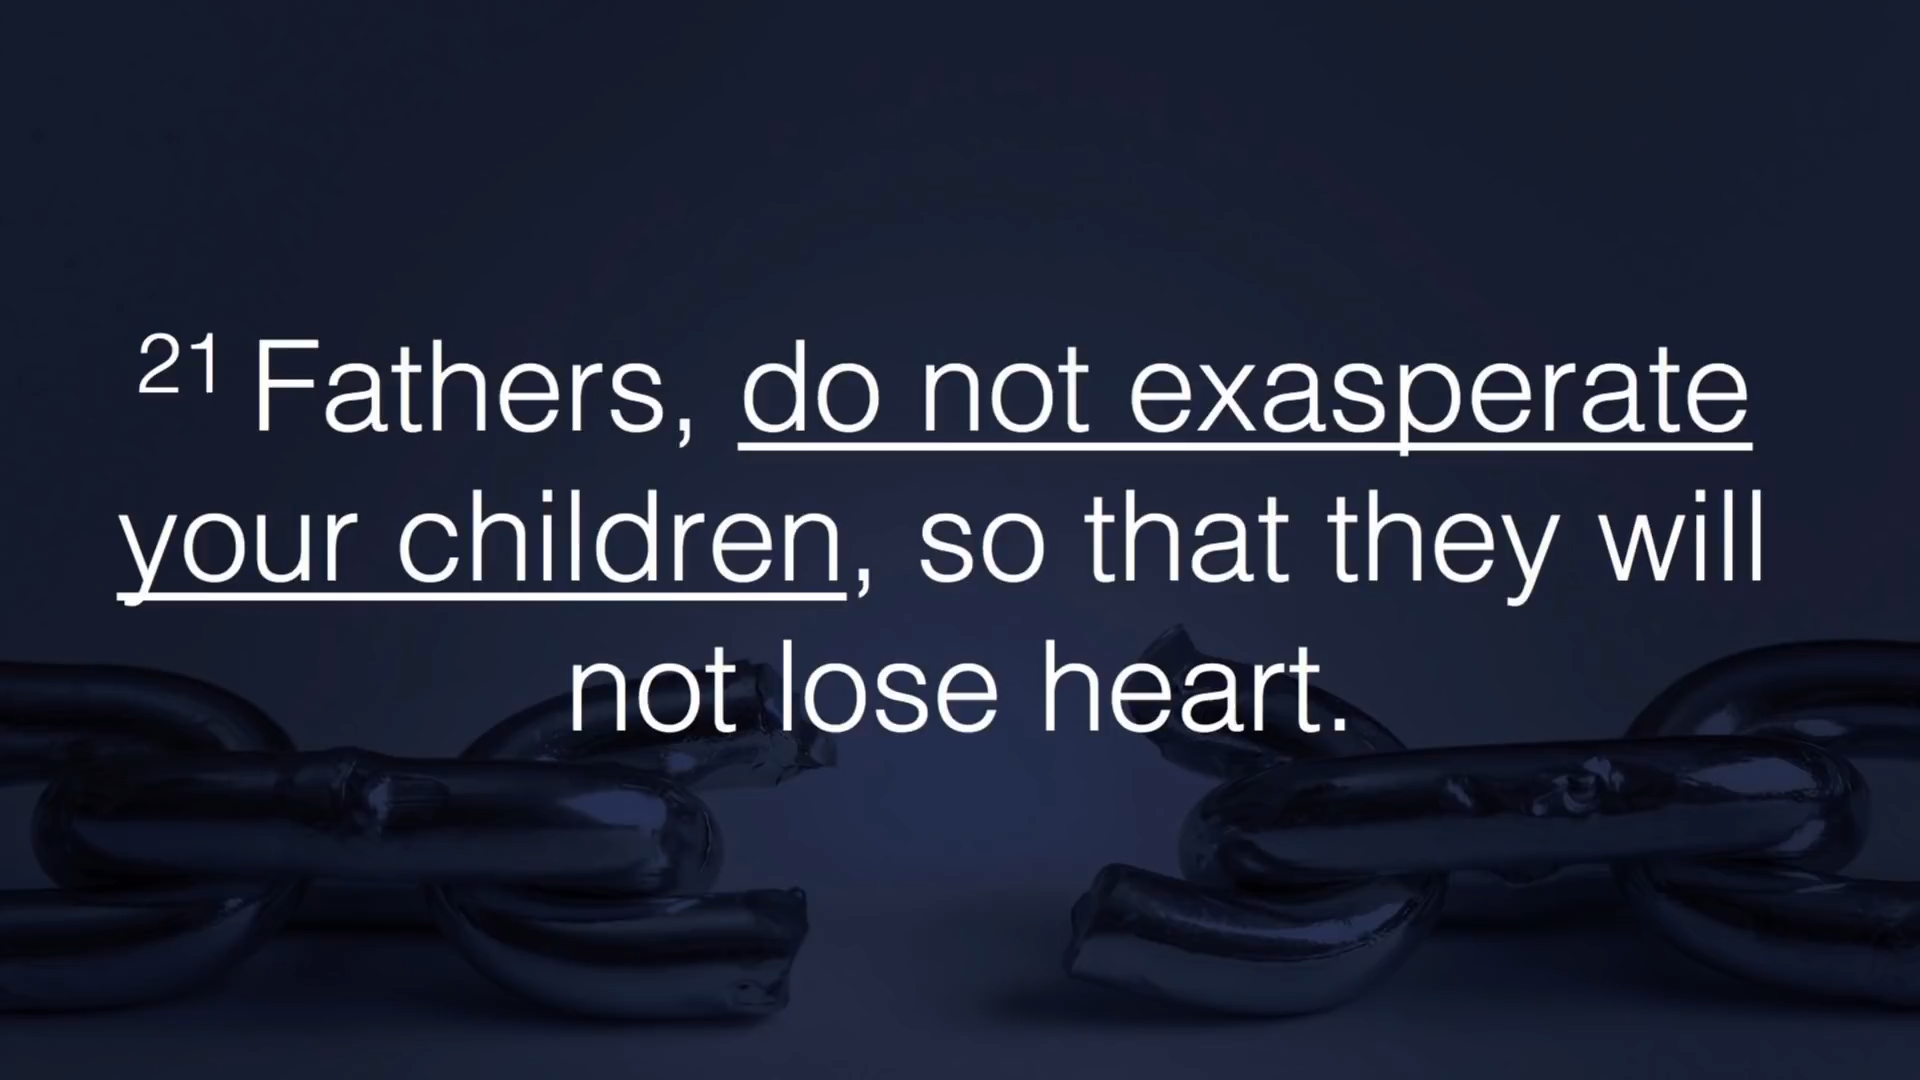 21 Fathers, do not exasperate
your children, so that they will
not lose heart.